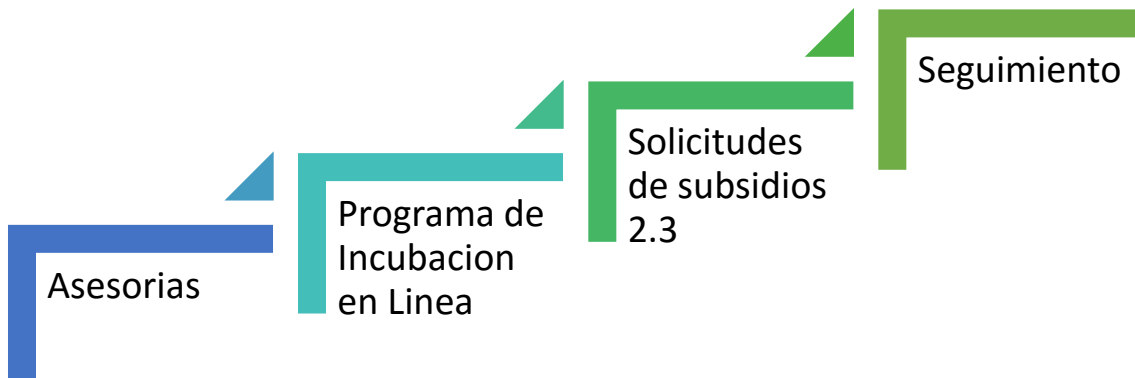 Asesorias
Programa de
Incubacion
en Linea
Solicitudes
de subsidios
2.3
Seguimiento